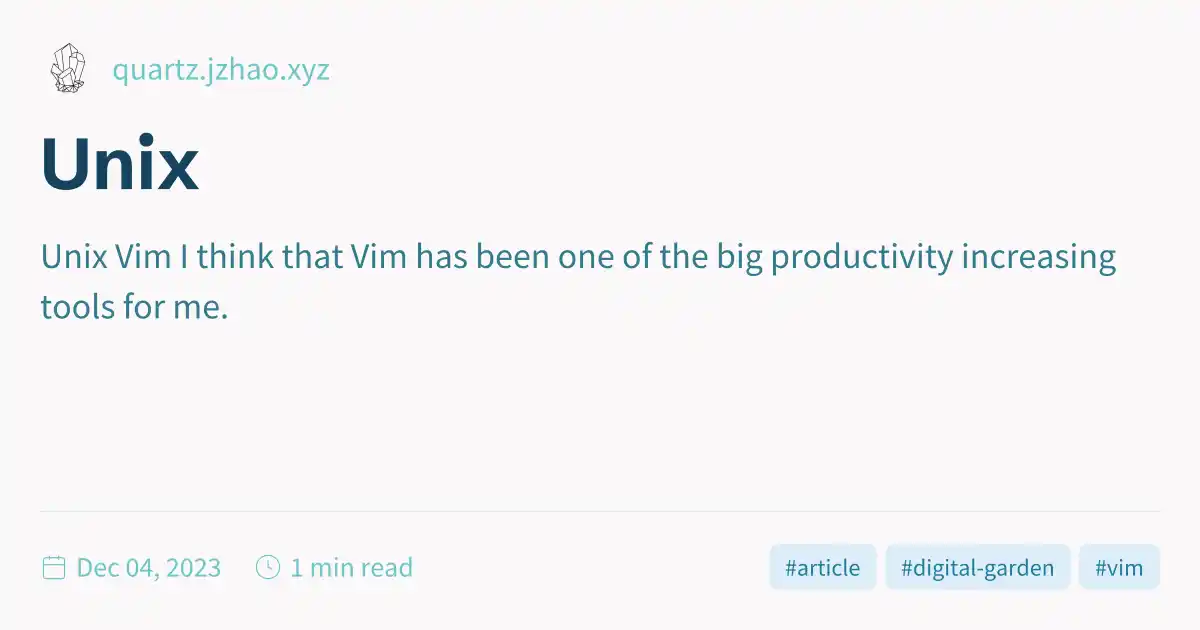 quartz.jzhao.xyz
Unix
Unix Vim I think that Vim has been one of the big productivity increasing
tools for me.
Dec 04, 2023 1 min read #article #digital-garden #vim